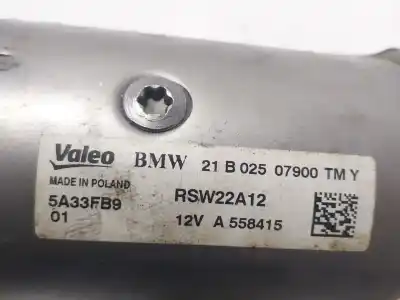 Valeo BMW 21 B 025 07900 TM Y
MADE IN POLAND
5A33FB9 RSW22A12
01 12V A 558415